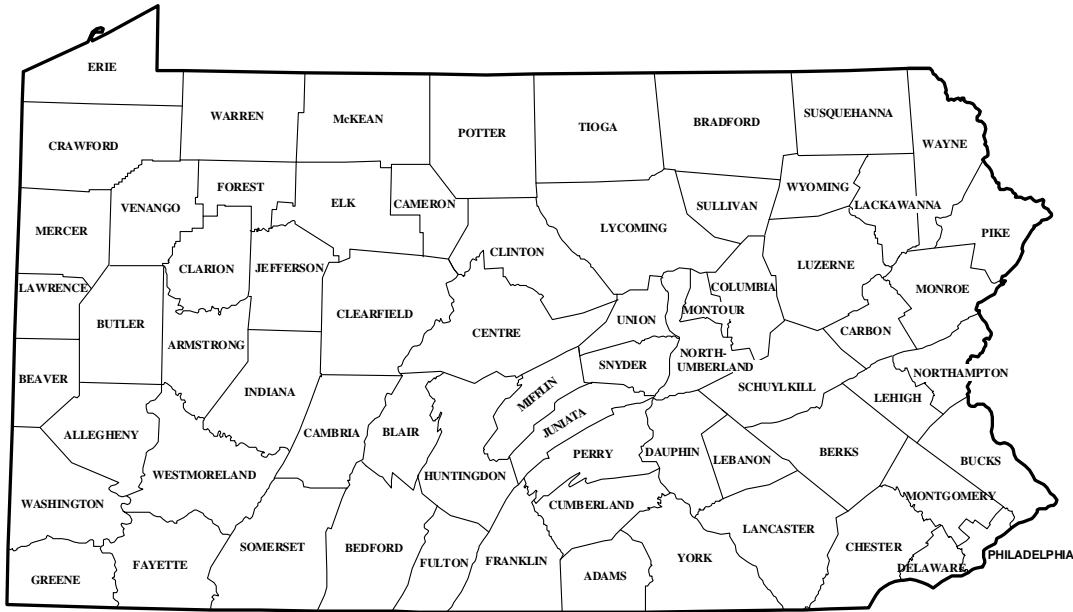 ERIE
WARREN
McKEAN
POTTER
TIOGA
BRADFORD
SUSQUEHANNA
WAYNE
CRAWFORD
FOREST
VENANGO
ELK
CAMERON
SULLIVAN
WYOMING
LACKAWANNA
MERCER
LYCOMING
PIKE
CLARION
JEFFERSON
CLINTON
LUZERNE
LAWRENCE
COLUMBIA
MONROE
BUTLER
CLEARFIELD
MONTOUR
UNION
ARMSTRONG
CENTRE
CARBON
NORTH-
UMBERLAND
SNYDER
BEAVER
NORTHAMPTON
INDIANA
MIFFLIN
SCHUYLKILL
LEHIGH
JUNIATA
ALLEGHENY
CAMBRIA
BLAIR
PERRY
DAUPHIN
LEBANON
BERKS
BUCKS
WESTMORELAND
HUNTINGDON
WASHINGTON
CUMBERLAND
MONTGOMERY
SOMERSET
BEDFORD
LANCASTER
CHESTER
PHILADELPHIA
FAYETTE
FULTON
FRANKLIN
YORK
DELAWARE
GREENE
ADAMS